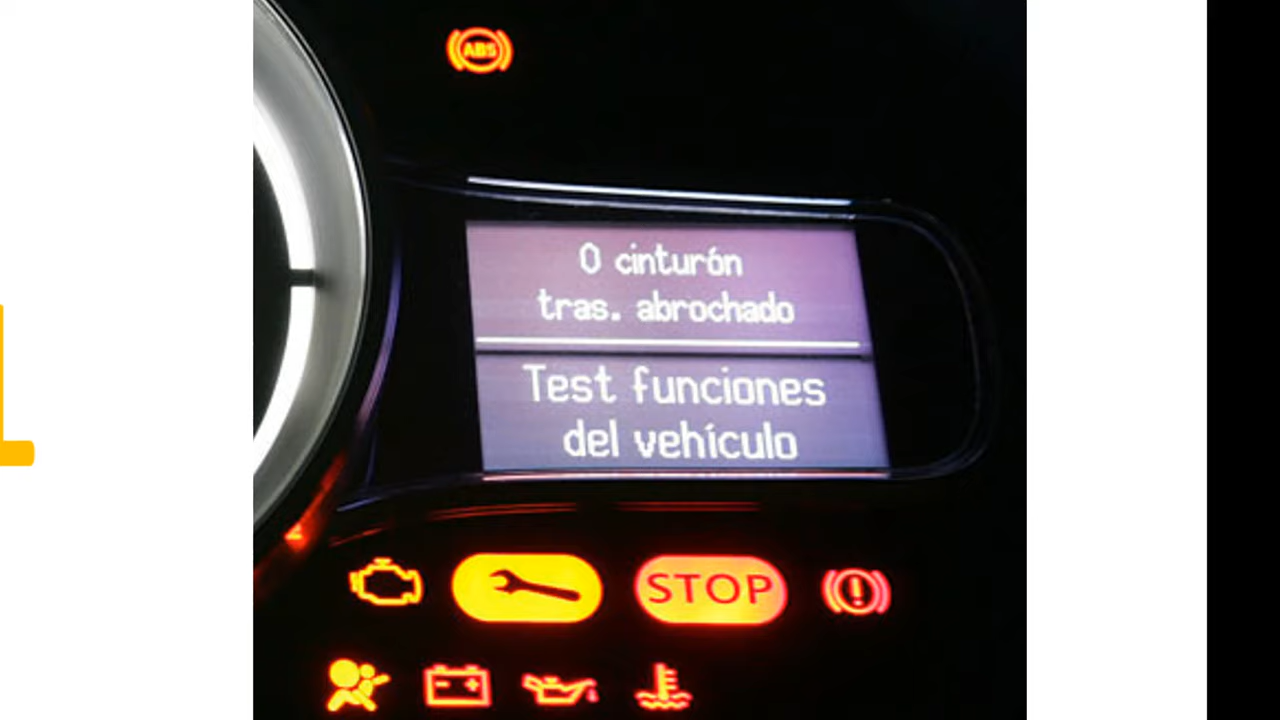 ABS
0 cinturón
tras. abrochado
Test funciones
del vehículo
STOP